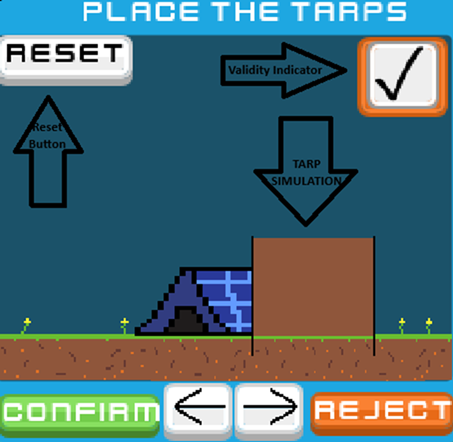 PLACE THE TARPS
RESET
Validity Indicator
Reset
Button
TARP
SIMULATION
CONFIRM
REJECT